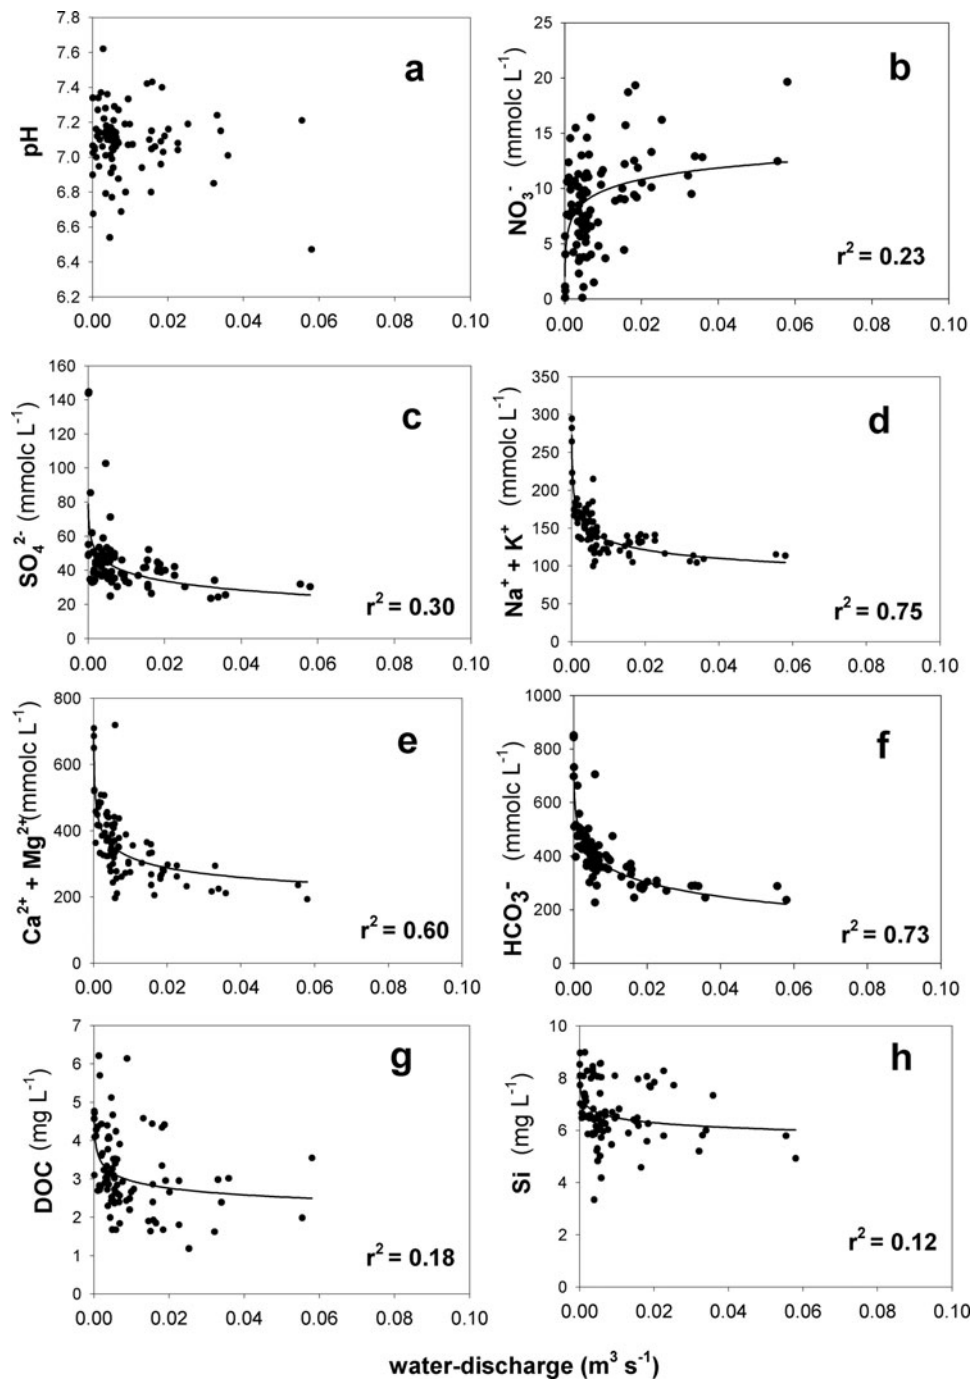 7.8
7.6
7.4
7.2
7.0
6.8
6.6
6.4
6.2
pH
a
0.00 0.02 0.04 0.06 0.08 0.10
25
20
15
10
5
0
NO₃⁻ (mmolc L⁻¹)
b
r² = 0.23
0.00 0.02 0.04 0.06 0.08 0.10
160
140
120
100
80
60
40
20
0
SO₄²⁻ (mmolc L⁻¹)
c
r² = 0.30
0.00 0.02 0.04 0.06 0.08 0.10
350
300
250
200
150
100
50
0
Na⁺ + K⁺ (mmolc L⁻¹)
d
r² = 0.75
0.00 0.02 0.04 0.06 0.08 0.10
800
600
400
200
0
Ca²⁺ + Mg²⁺(mmolc L⁻¹)
e
r² = 0.60
0.00 0.02 0.04 0.06 0.08 0.10
1000
800
600
400
200
0
HCO₃⁻ (mmolc L⁻¹)
f
r² = 0.73
0.00 0.02 0.04 0.06 0.08 0.10
7
6
5
4
3
2
1
0
DOC (mg L⁻¹)
g
r² = 0.18
0.00 0.02 0.04 0.06 0.08 0.10
10
8
6
4
2
0
Si (mg L⁻¹)
h
r² = 0.12
0.00 0.02 0.04 0.06 0.08 0.10
water-discharge (m³ s⁻¹)